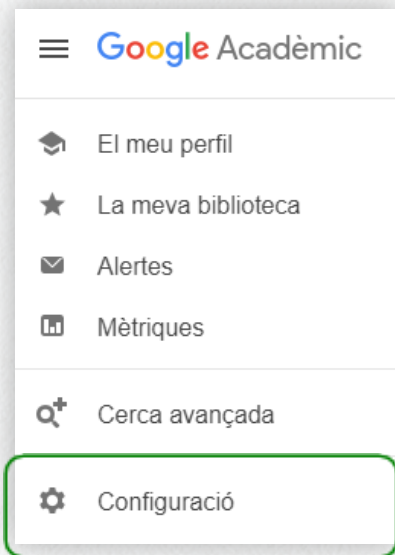 Google Acadèmic
El meu perfil
La meva biblioteca
Alertes
Mètriques
Cerca avançada
Configuració